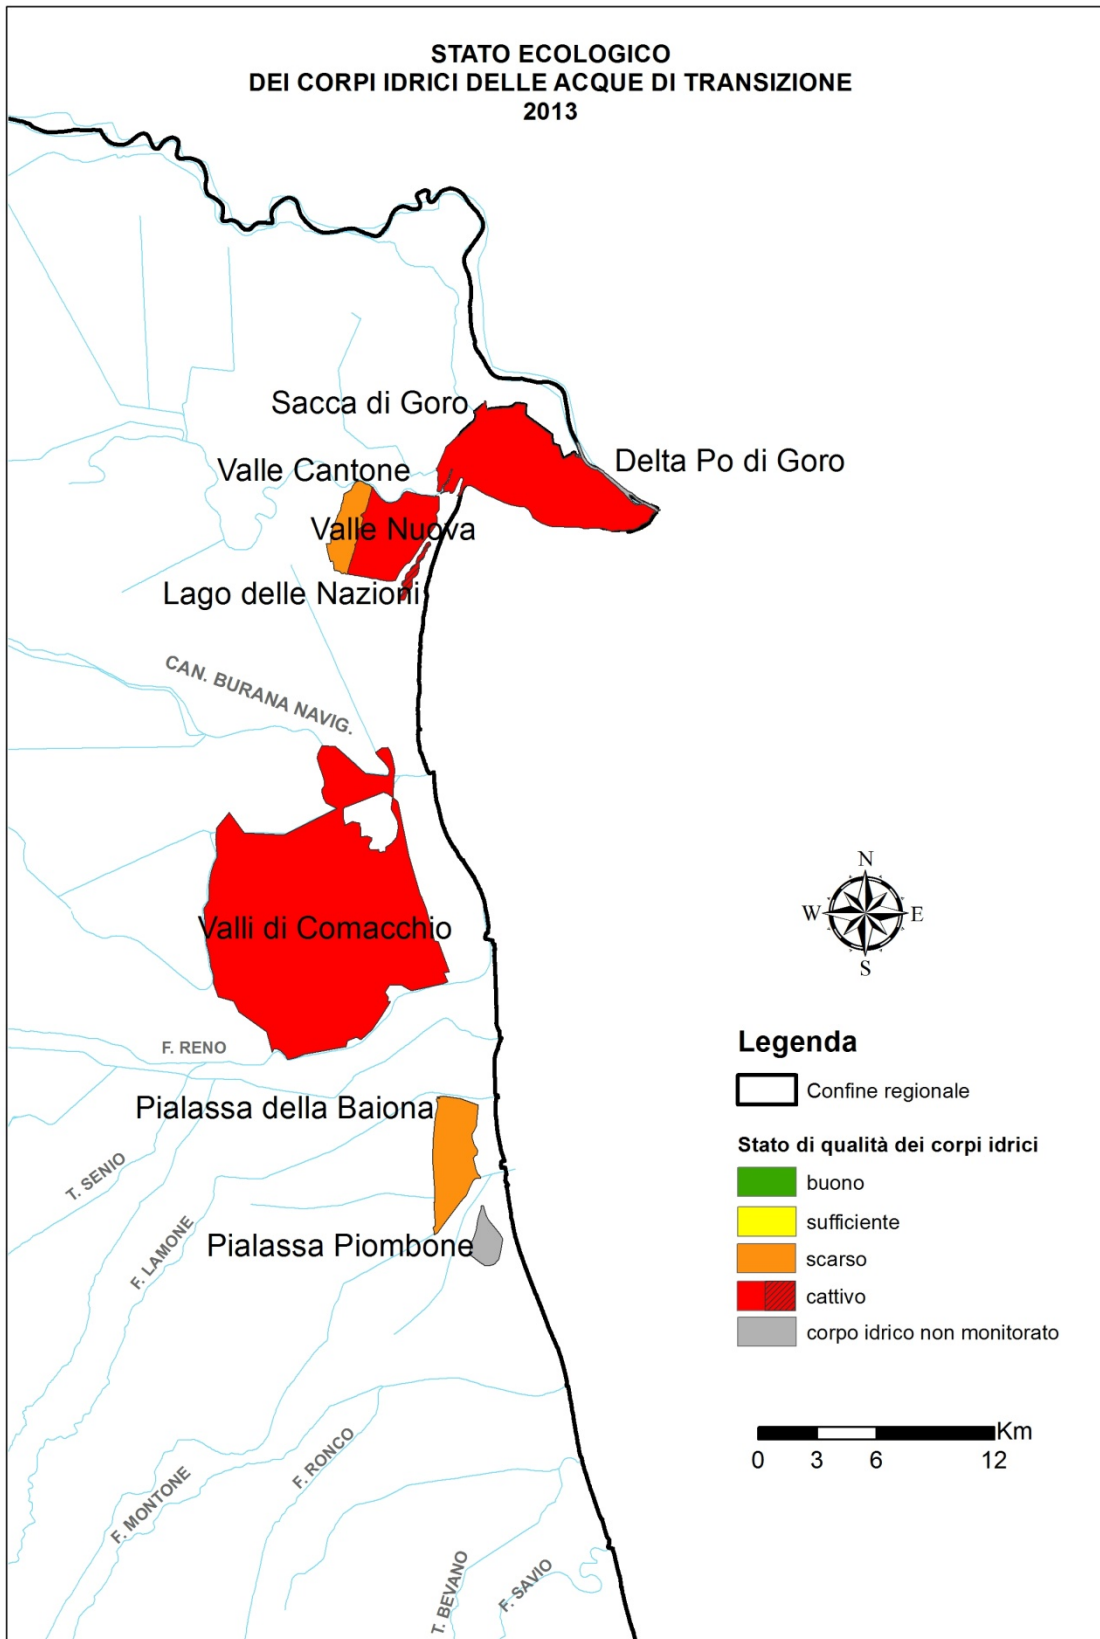 STATO ECOLOGICO
DEI CORPI IDRICI DELLE ACQUE DI TRANSIZIONE
2013
Sacca di Goro
Delta Po di Goro
Valle Cantone
Valle Nuova
Lago delle Nazioni
CAN. BURANA NAVIG.
Valli di Comacchio
F. RENO
Pialassa della Baiona
T. SENIO
F. LAMONE
Pialassa Piombone
F. MONTONE
F. RONCO
T. BEVANO
F. SAVIO
N
W E
S
Legenda
Confine regionale
Stato di qualità dei corpi idrici
buono
sufficiente
scarso
cattivo
corpo idrico non monitorato
Km
0 3 6 12